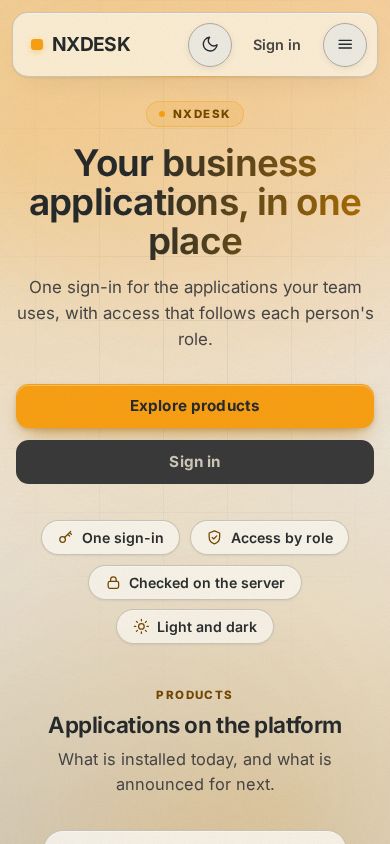 NXDESK
Sign in
NXDESK
Your business
applications, in one
place
One sign-in for the applications your team
uses, with access that follows each person's
role.
Explore products
Sign in
One sign-in
Access by role
Checked on the server
Light and dark
PRODUCTS
Applications on the platform
What is installed today, and what is
announced for next.